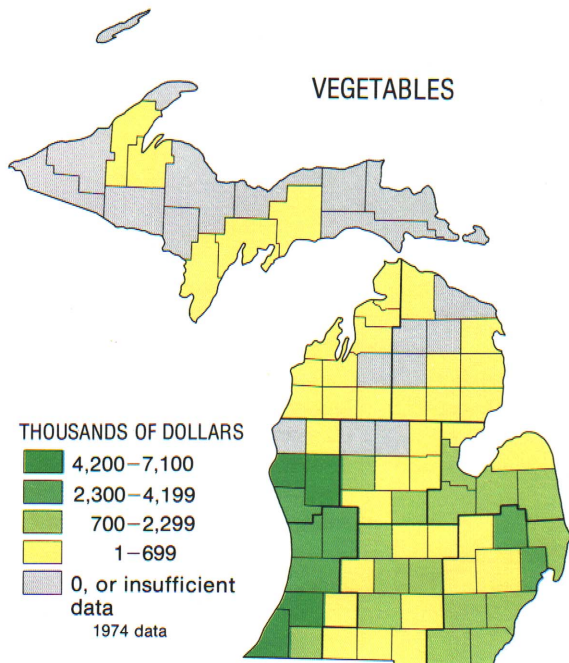 VEGETABLES
THOUSANDS OF DOLLARS
4,200–7,100
2,300–4,199
700–2,299
1–699
0, or insufficient
data
1974 data